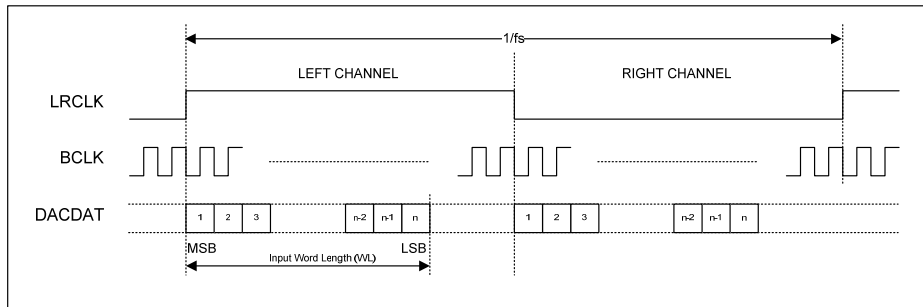 1/fs
LEFT CHANNEL RIGHT CHANNEL
LRCLK
BCLK
DACDAT 1 2 3 n-2 n-1 n 1 2 3 n-2 n-1 n
MSB LSB
Input Word Length (WL)